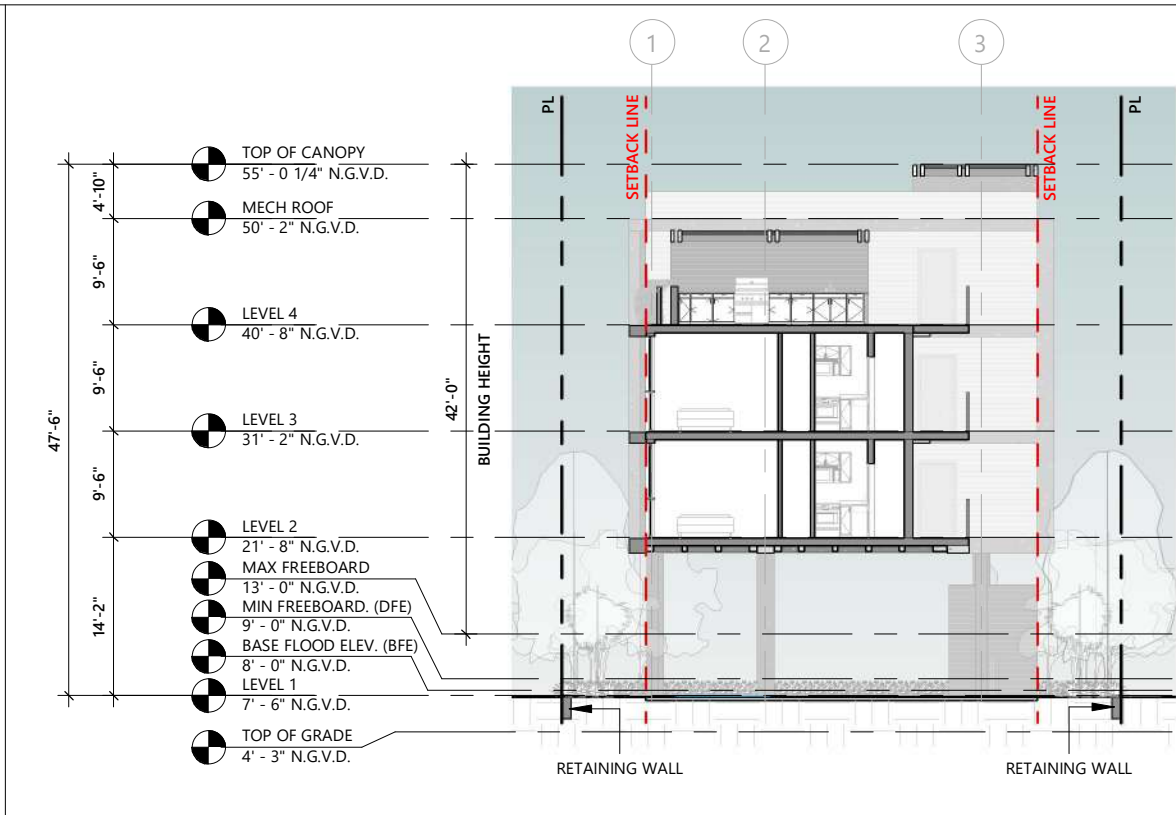 1
2
3
PL
SETBACK LINE
SETBACK LINE
PL
TOP OF CANOPY
55' - 0 1/4" N.G.V.D.
4'-10"
MECH ROOF
50' - 2" N.G.V.D.
9'-6"
LEVEL 4
40' - 8" N.G.V.D.
9'-6"
LEVEL 3
31' - 2" N.G.V.D.
9'-6"
47'-6"
42'-0"
BUILDING HEIGHT
LEVEL 2
21' - 8" N.G.V.D.
MAX FREEBOARD
13' - 0" N.G.V.D.
14'-2"
MIN FREEBOARD. (DFE)
9' - 0" N.G.V.D.
BASE FLOOD ELEV. (BFE)
8' - 0" N.G.V.D.
LEVEL 1
7' - 6" N.G.V.D.
TOP OF GRADE
4' - 3" N.G.V.D.
RETAINING WALL
RETAINING WALL